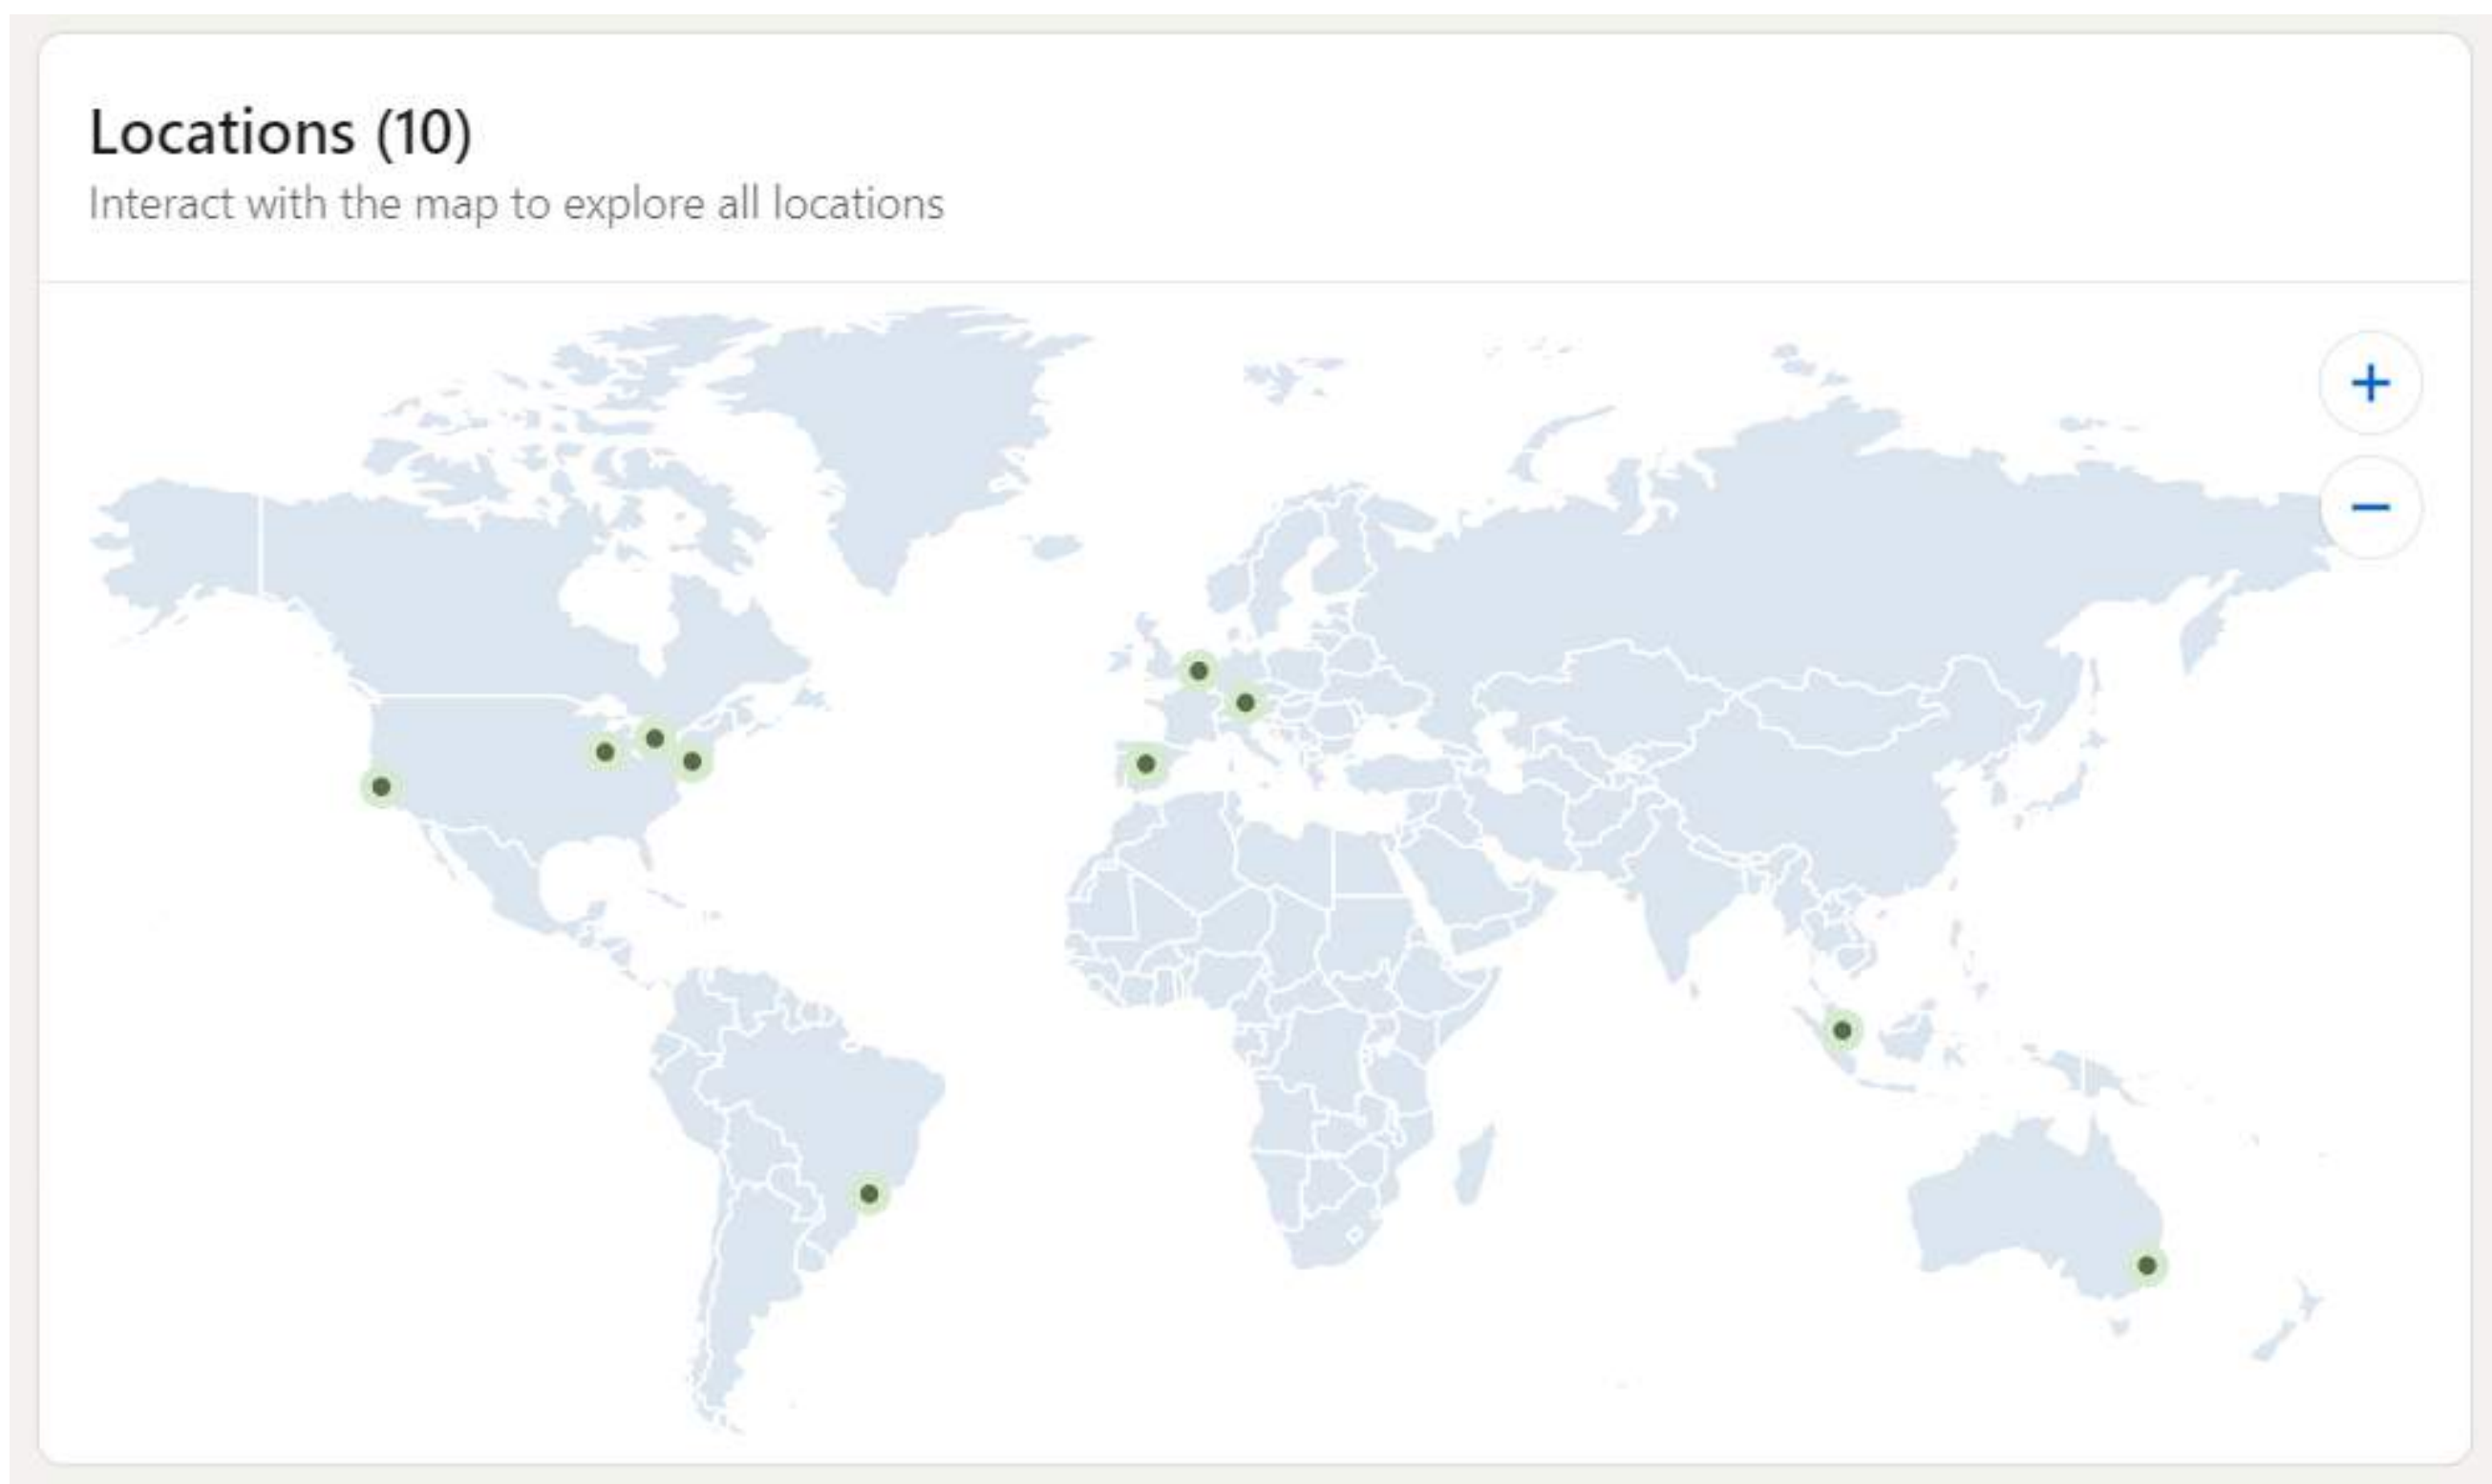 Locations (10)
Interact with the map to explore all locations
+
−